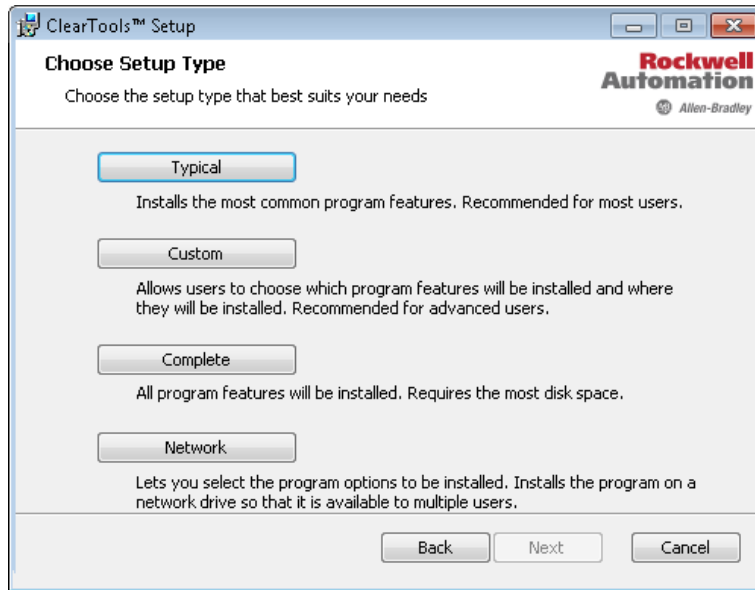 ClearTools™ Setup
Choose Setup Type
Choose the setup type that best suits your needs
Rockwell
Automation
Allen-Bradley
Typical
Installs the most common program features. Recommended for most users.
Custom
Allows users to choose which program features will be installed and where
they will be installed. Recommended for advanced users.
Complete
All program features will be installed. Requires the most disk space.
Network
Lets you select the program options to be installed. Installs the program on a
network drive so that it is available to multiple users.
Back
Next
Cancel